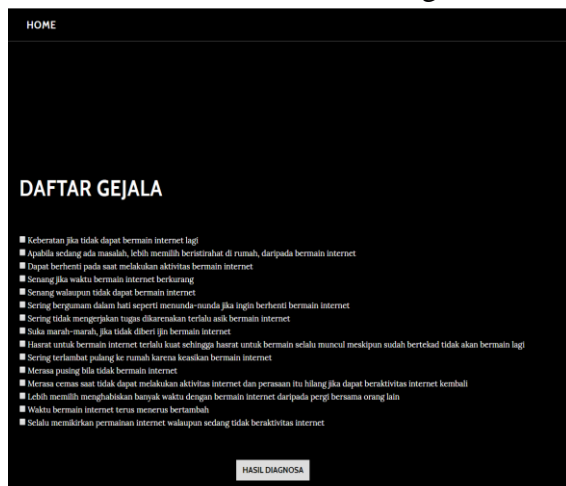 HOME
DAFTAR GEJALA
Keberatan jika tidak dapat bermain internet lagi
Apabila sedang ada masalah, lebih memilih beristirahat di rumah, daripada bermain internet
Dapat berhenti pada saat melakukan aktivitas bermain internet
Senang jika waktu bermain internet berkurang
Senang walaupun tidak dapat bermain internet
Sering bergumam dalam hati seperti menunda-nunda jika ingin berhenti bermain internet
Sering tidak mengerjakan tugas dikarenakan terlalu asik bermain internet
Suka marah-marah, jika tidak diberi ijin bermain internet
Hasrat untuk bermain internet terlalu kuat sehingga hasrat untuk bermain selalu muncul meskipun sudah bertekad tidak akan bermain lagi
Sering terlambat pulang ke rumah karena keasikan bermain internet
Merasa pusing bila tidak bermain internet
Merasa cemas saat tidak dapat melakukan aktivitas internet dan perasaan itu hilang jika dapat beraktivitas internet kembali
Lebih memilih menghabiskan banyak waktu dengan bermain internet daripada pergi bersama orang lain
Waktu bermain internet terus menerus bertambah
Selalu memikirkan permainan internet walaupun sedang tidak beraktivitas internet
HASIL DIAGNOSA